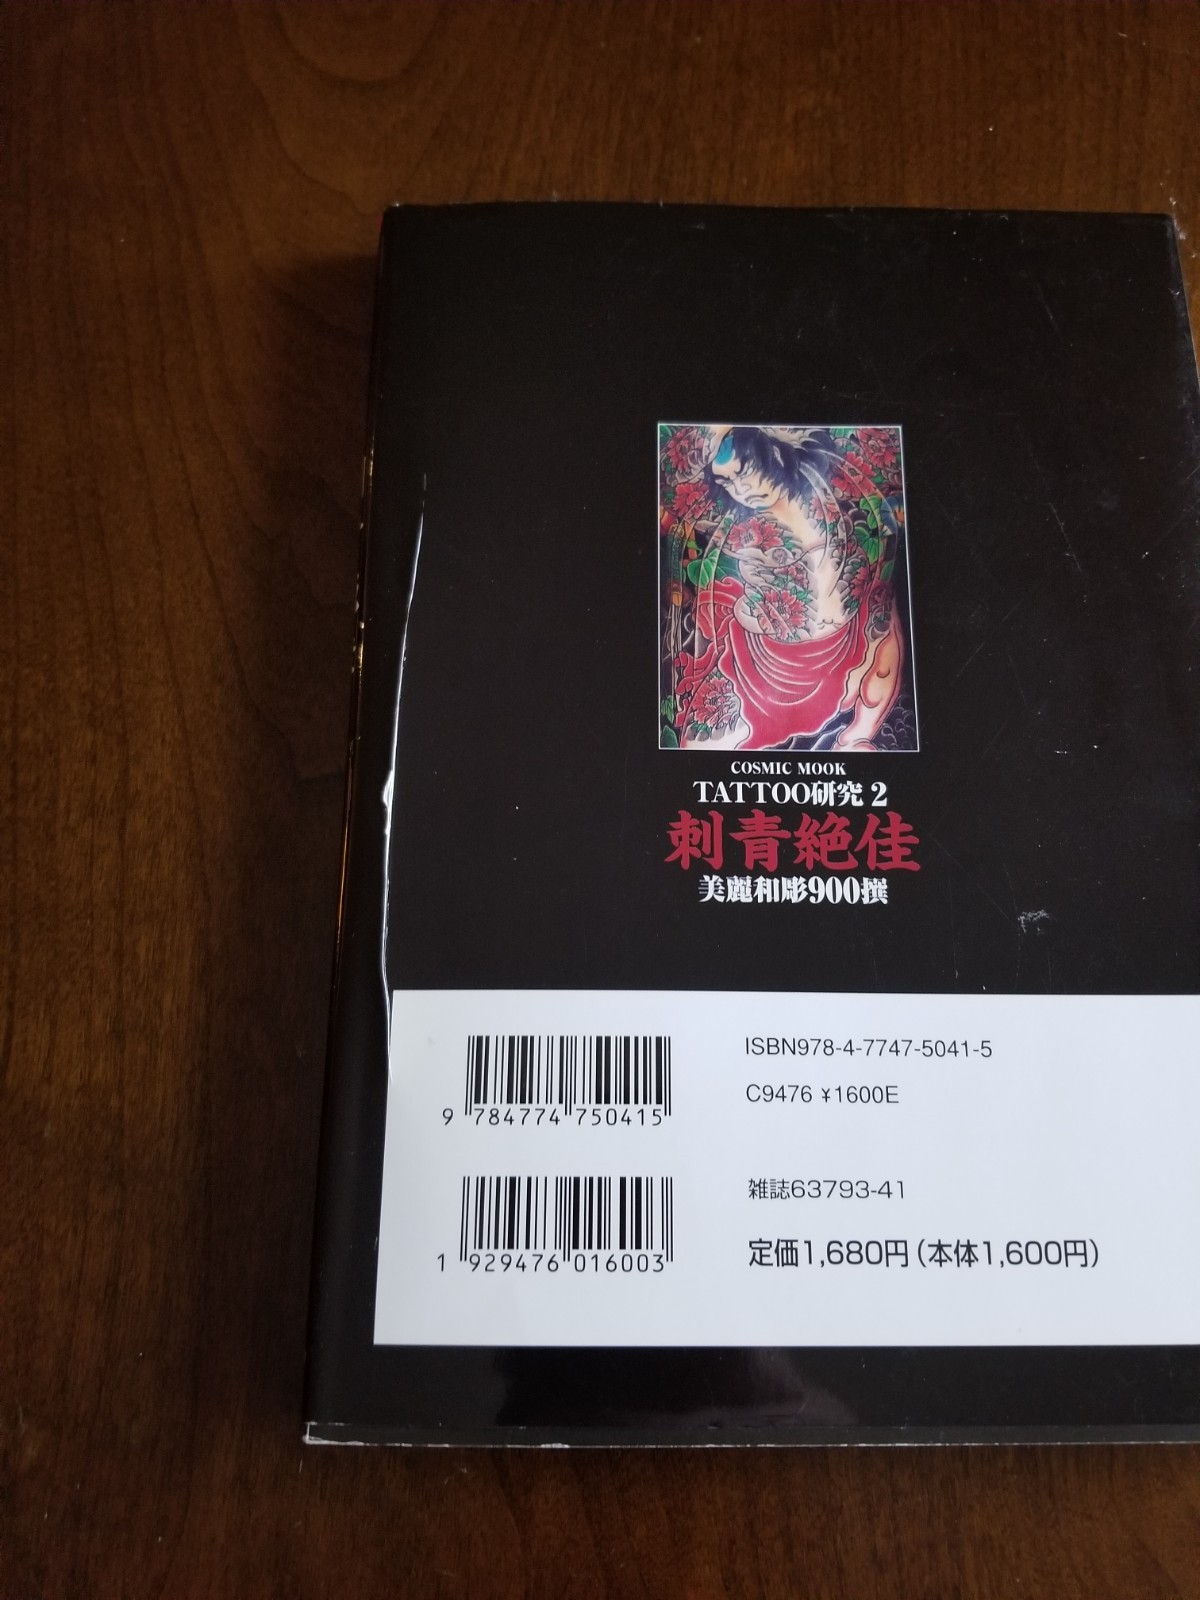 COSMIC MOOK
TATTOO研究 2
刺青絶佳
美麗和彫900撰
ISBN978-4-7747-5041-5
C9476 ¥1600E
9 784774 750415
雑誌63793-41
定価1,680円(本体1,600円)
1 929476 016003